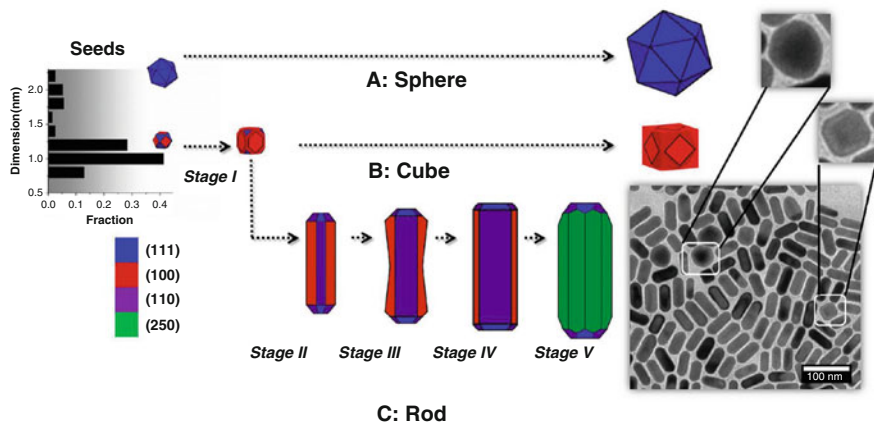 Seeds
Dimension(nm)
2.0
1.5
1.0
0.5
0.0 0.1 0.2 0.3 0.4
Fraction
A: Sphere
Stage I
B: Cube
(111)
(100)
(110)
(250)
Stage II
Stage III
Stage IV
Stage V
C: Rod
100 nm